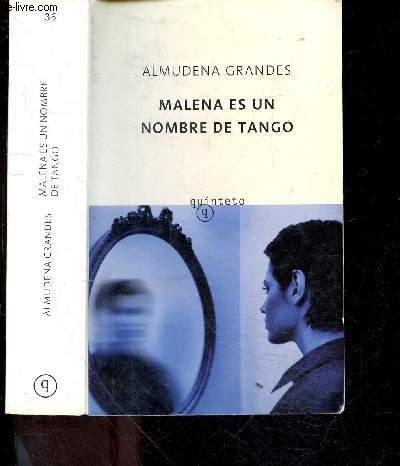 ALMUDENA GRANDES
MALENA ES UN
NOMBRE DE TANGO
quinteto
q
36
MALENA ES UN NOMBRE
DE TANGO
ALMUDENA GRANDES
q
le-livre.com